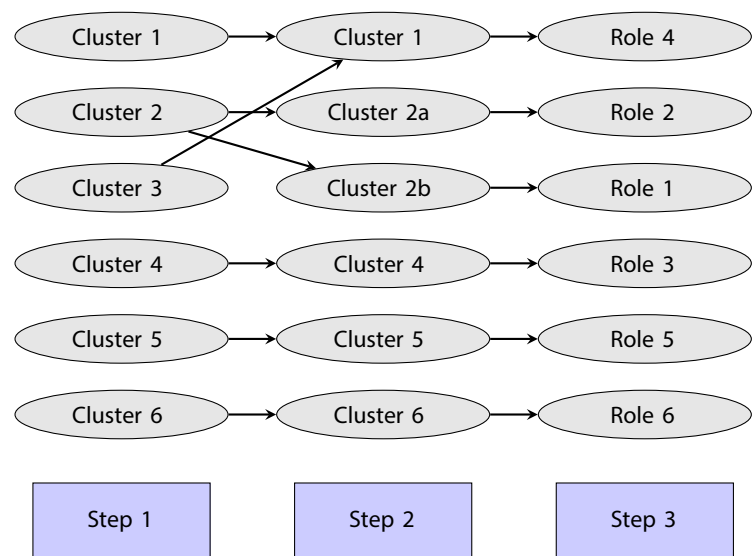 Cluster 1 Cluster 1 Role 4
Cluster 2 Cluster 2a Role 2
Cluster 3 Cluster 2b Role 1
Cluster 4 Cluster 4 Role 3
Cluster 5 Cluster 5 Role 5
Cluster 6 Cluster 6 Role 6
Step 1 Step 2 Step 3